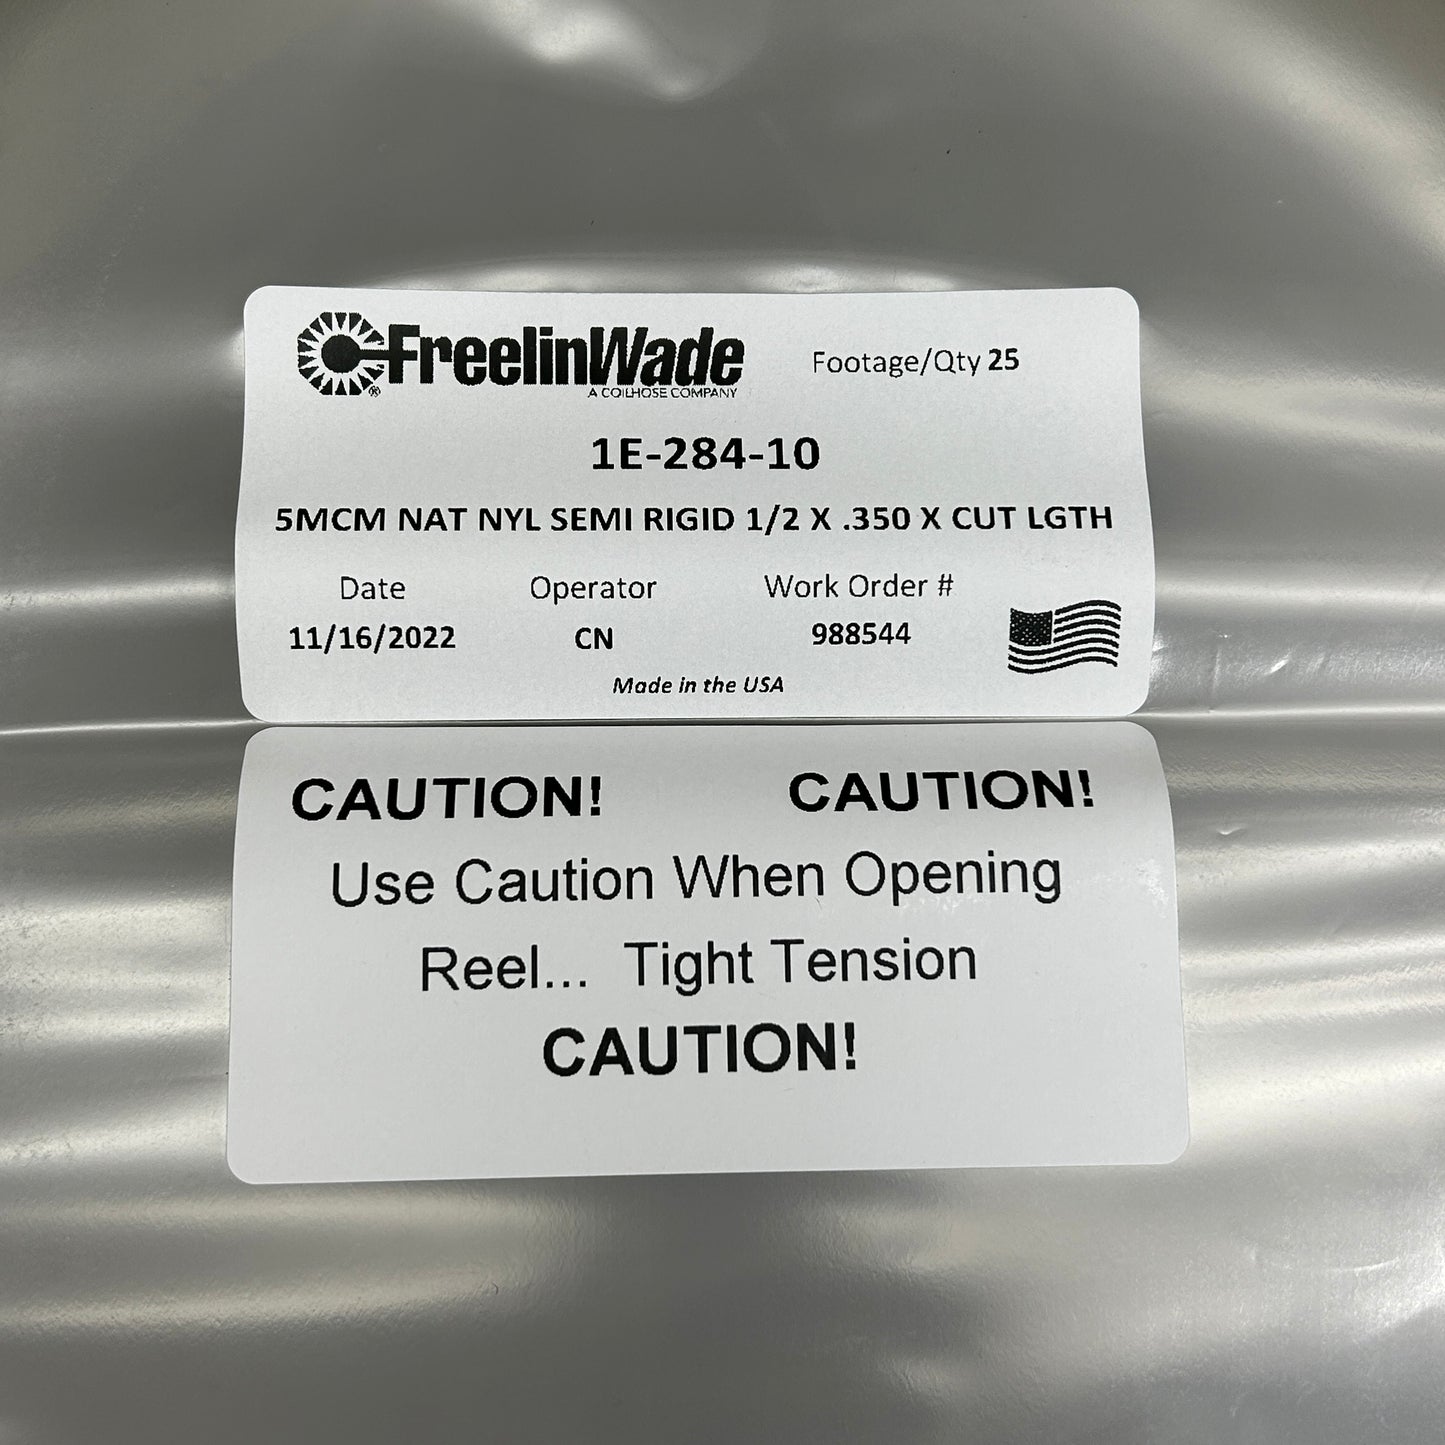 FreelinWade®
A COILHOSE COMPANY
Footage/Qty 25
1E-284-10
5MCM NAT NYL SEMI RIGID 1/2 X .350 X CUT LGTH
Date Operator Work Order #
11/16/2022 CN 988544
Made in the USA
CAUTION! CAUTION!
Use Caution When Opening
Reel... Tight Tension
CAUTION!